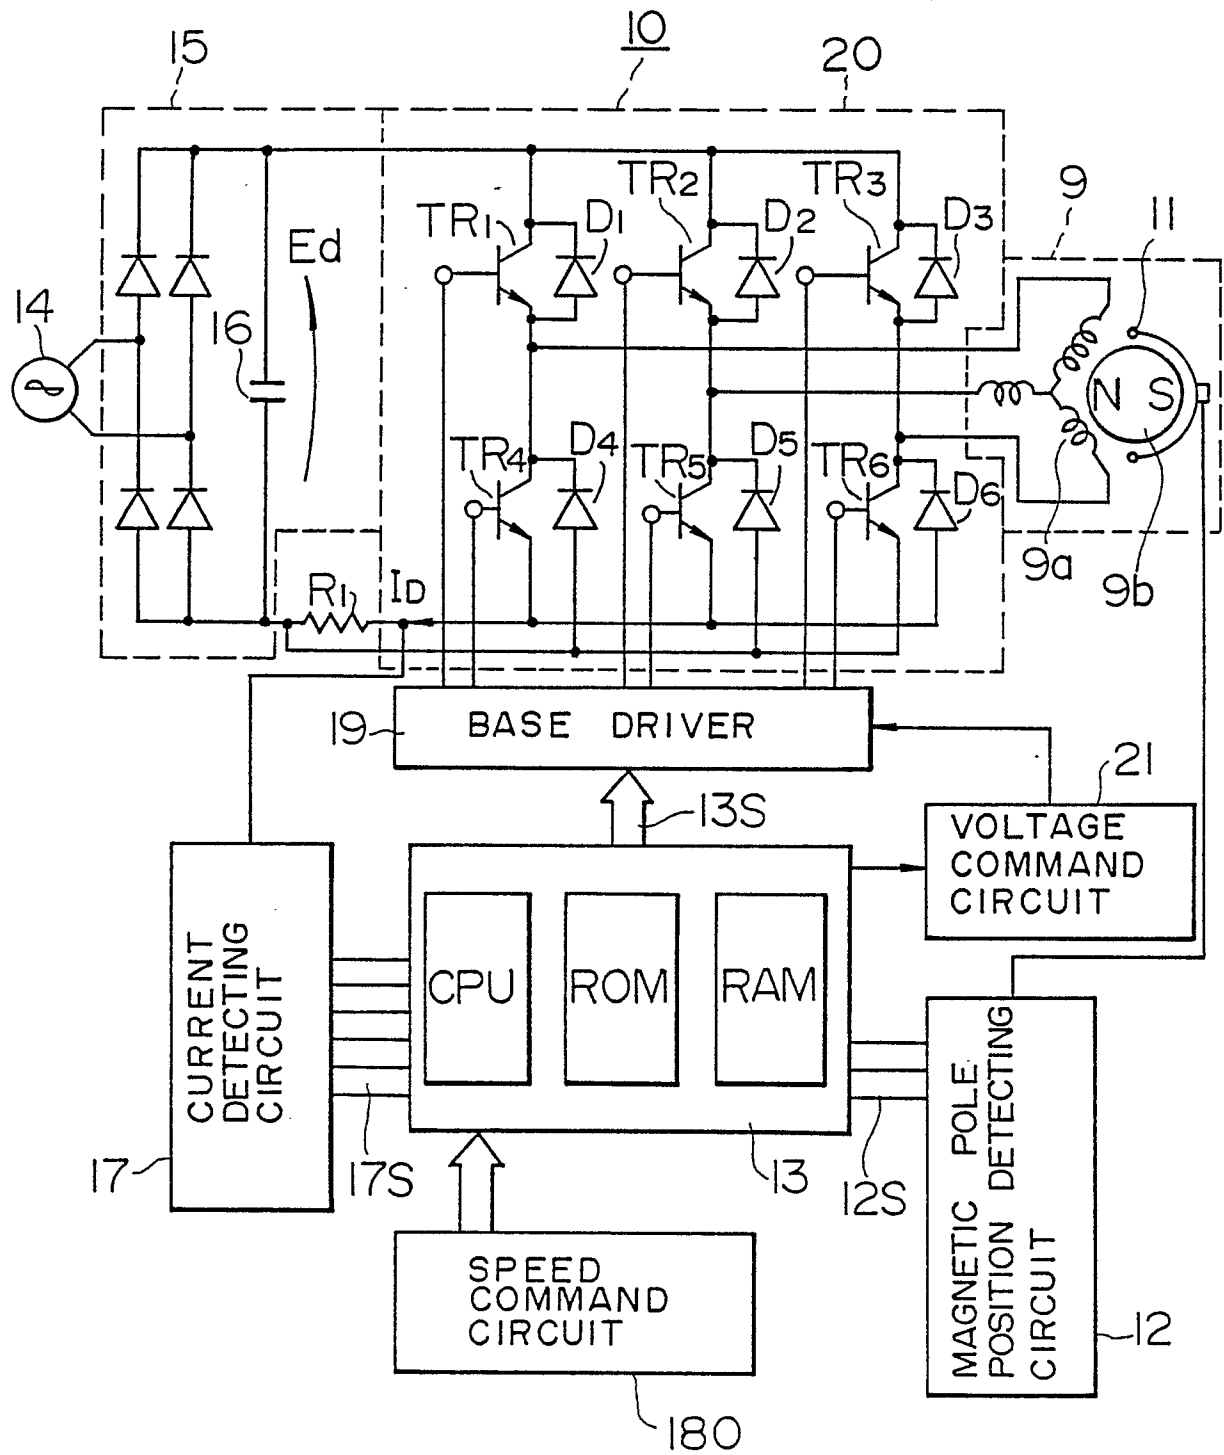 15
10
20
TR1
D1
TR2
D2
TR3
D3
9
11
Ed
14
16
N S
TR4
D4
TR5
D5
TR6
D6
9a
9b
R1
ID
19
BASE DRIVER
21
13S
VOLTAGE
COMMAND
CIRCUIT
CURRENT
DETECTING
CIRCUIT
CPU
ROM
RAM
17
17S
13
12S
MAGNETIC POLE
POSITION DETECTING
CIRCUIT
12
SPEED
COMMAND
CIRCUIT
180